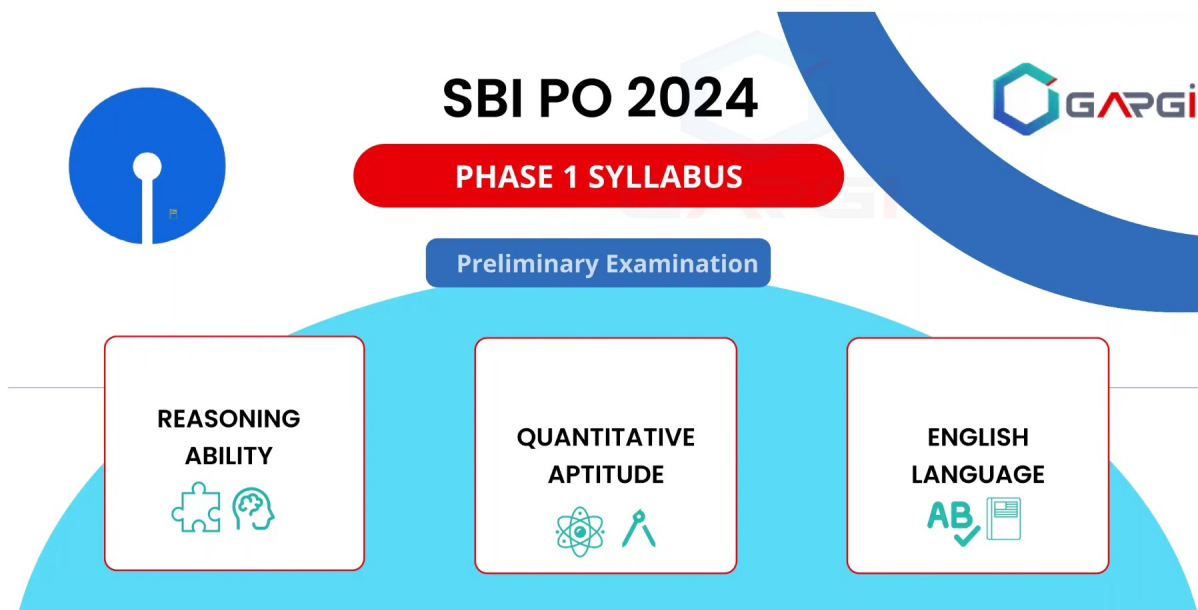 SBI PO 2024
GARGI
PHASE 1 SYLLABUS
Preliminary Examination
REASONING
ABILITY
QUANTITATIVE
APTITUDE
ENGLISH
LANGUAGE
AB